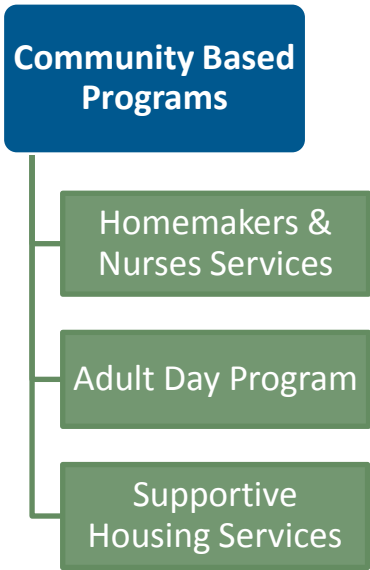 Community Based
Programs
Homemakers &
Nurses Services
Adult Day Program
Supportive
Housing Services